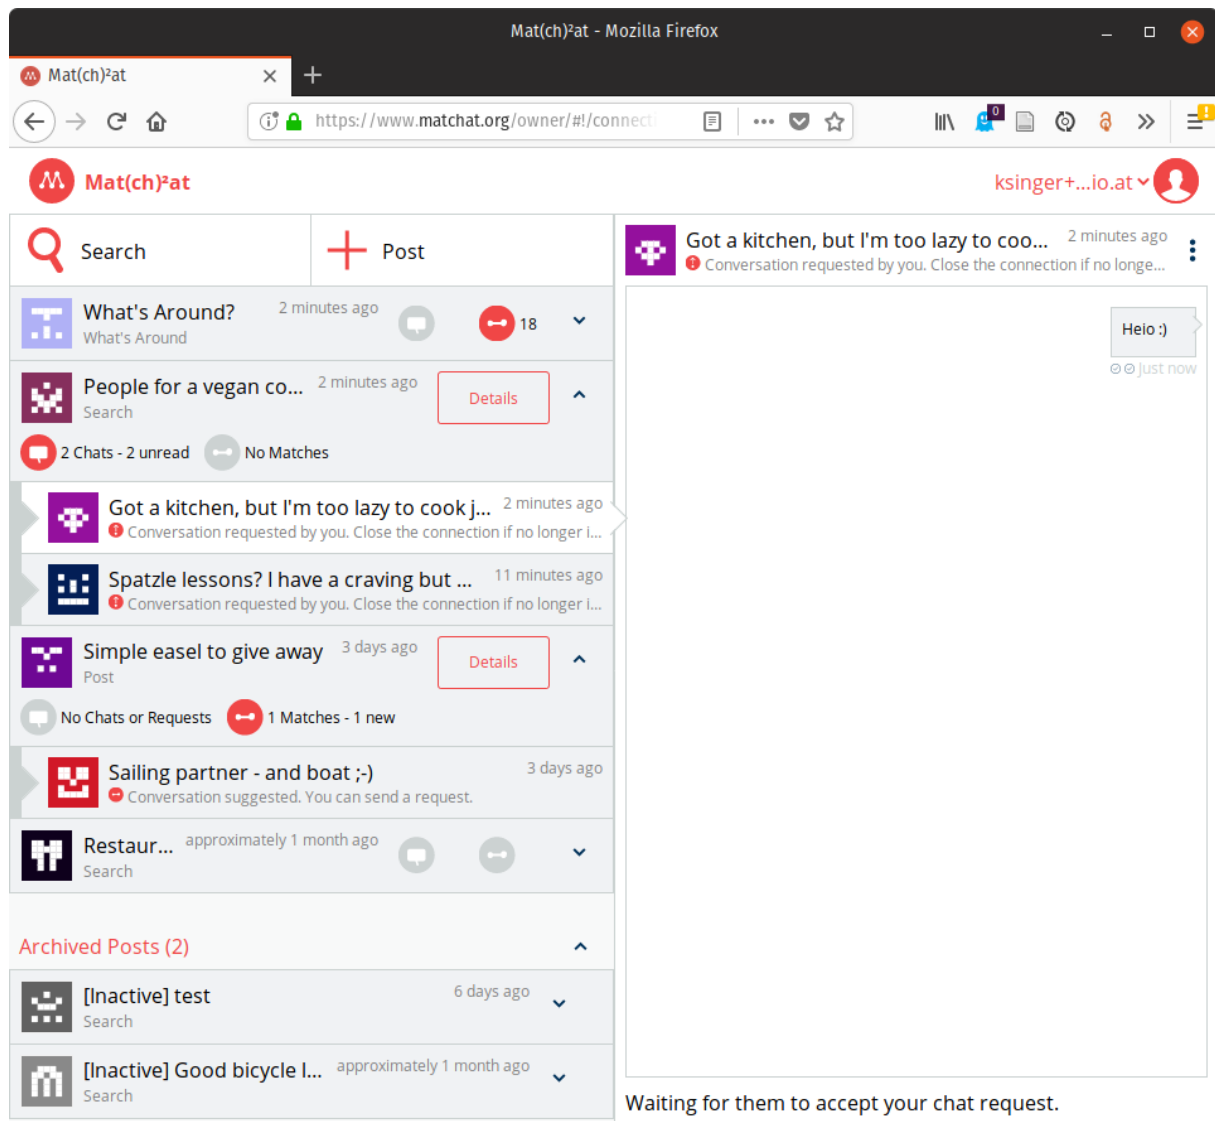 Mat(ch)²at - Mozilla Firefox
Mat(ch)²at
https://www.matchat.org/owner/#!/connect
0
Mat(ch)²at
ksinger+...io.at
Search
Post
What's Around?
2 minutes ago
What's Around
18
People for a vegan co...
2 minutes ago
Search
Details
2 Chats - 2 unread
No Matches
Got a kitchen, but I'm too lazy to cook j...
2 minutes ago
Conversation requested by you. Close the connection if no longer i...
Spatzle lessons? I have a craving but ...
11 minutes ago
Conversation requested by you. Close the connection if no longer i...
Simple easel to give away
3 days ago
Post
Details
No Chats or Requests
1 Matches - 1 new
Sailing partner - and boat ;-)
3 days ago
Conversation suggested. You can send a request.
Restaur...
approximately 1 month ago
Search
Archived Posts (2)
[Inactive] test
6 days ago
Search
[Inactive] Good bicycle l...
approximately 1 month ago
Search
Got a kitchen, but I'm too lazy to coo...
2 minutes ago
Conversation requested by you. Close the connection if no longe...
Heio :)
Just now
Waiting for them to accept your chat request.